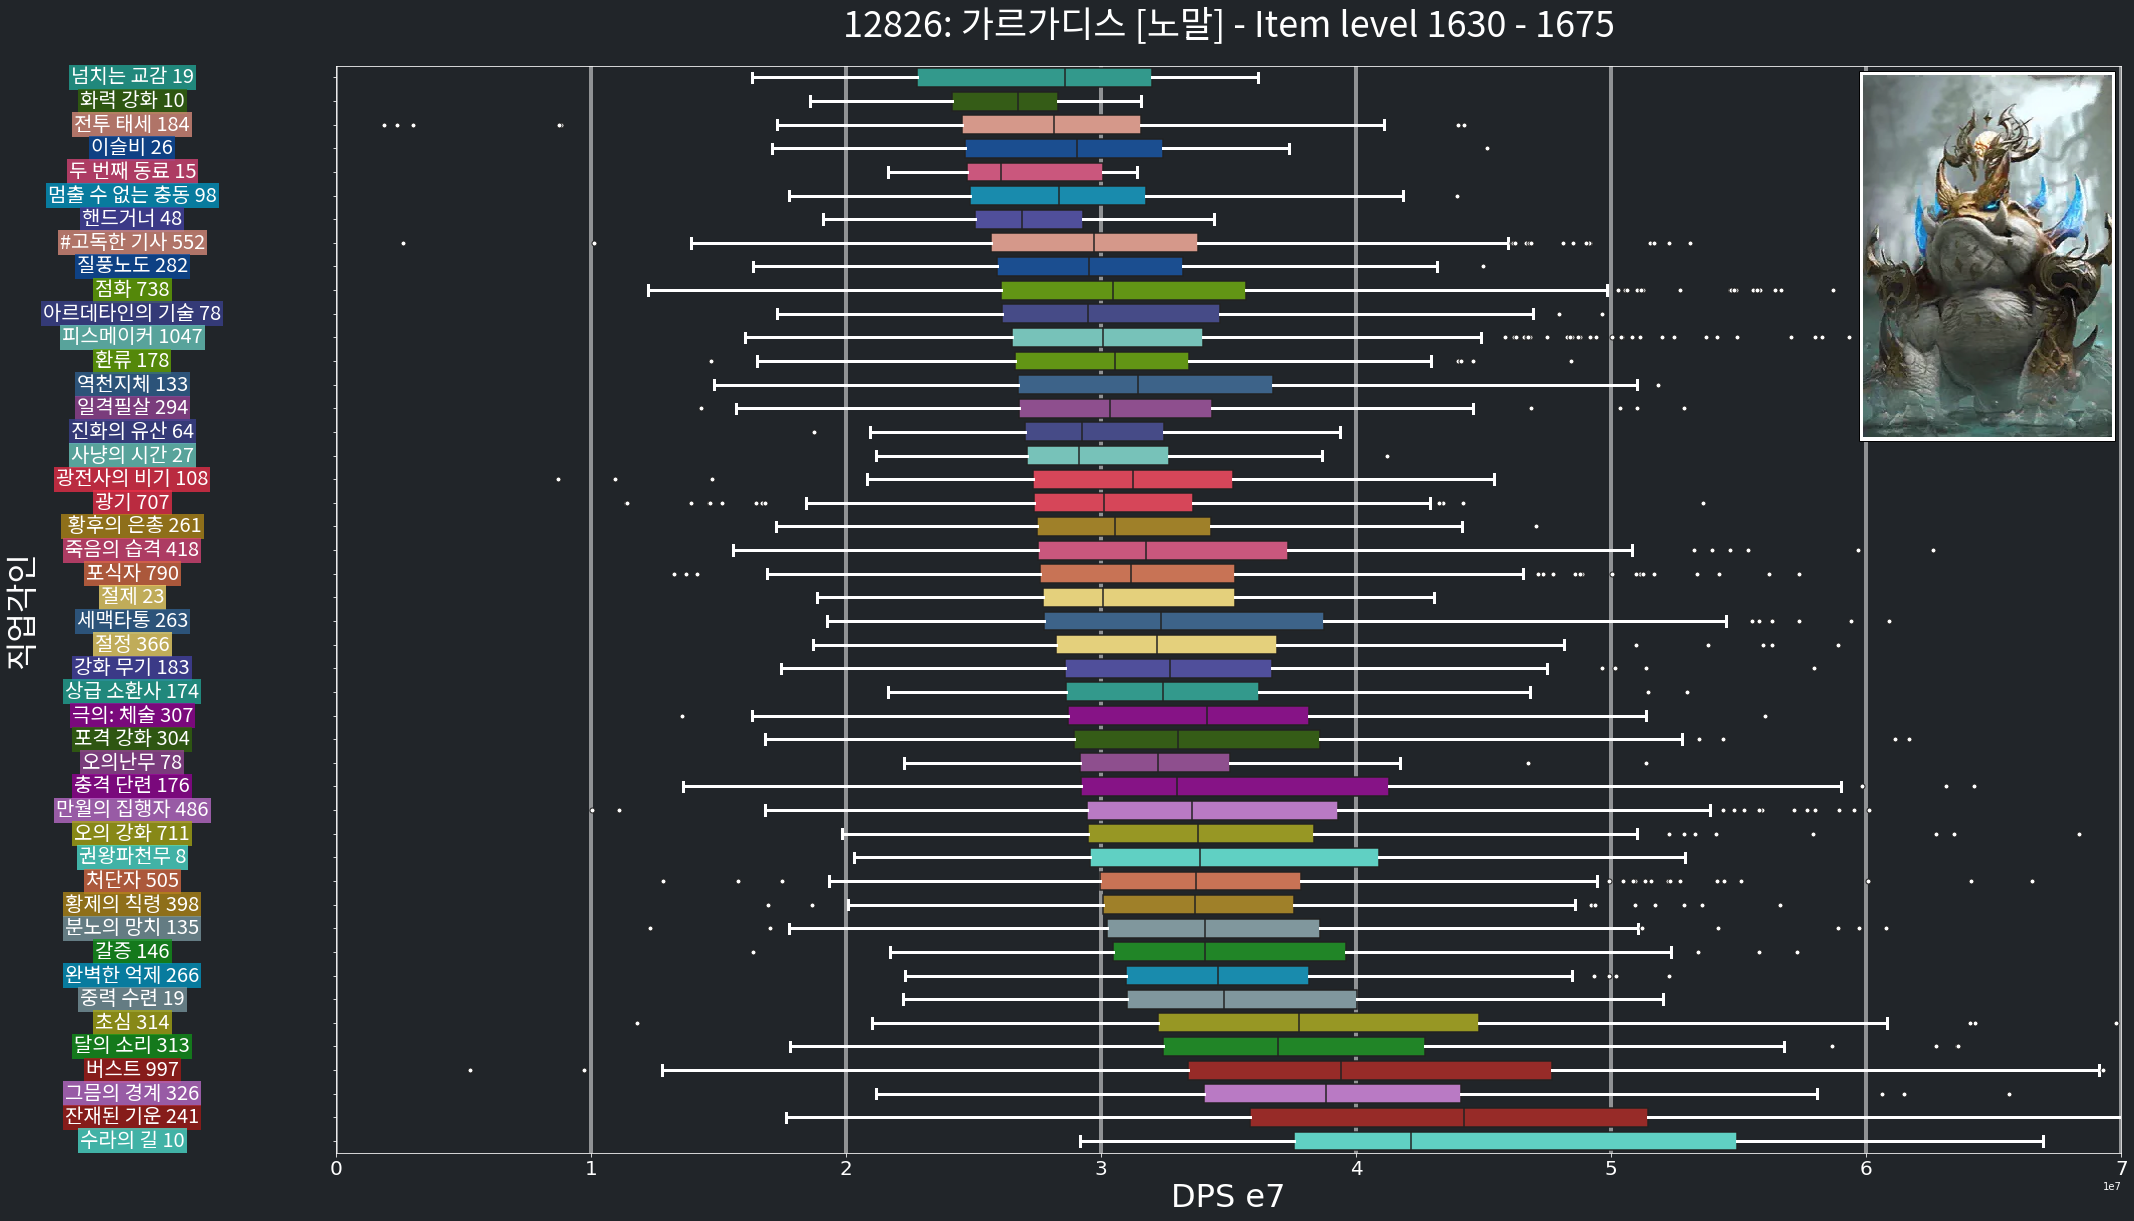 12826: 가르가디스 [노말] - Item level 1630 - 1675
넘치는 교감 19
화력 강화 10
전투 태세 184
이슬비 26
두 번째 동료 15
멈출 수 없는 충동 98
핸드거너 48
#고독한 기사 552
질풍노도 282
점화 738
아르데타인의 기술 78
피스메이커 1047
환류 178
역천지체 133
일격필살 294
진화의 유산 64
사냥의 시간 27
광전사의 비기 108
광기 707
황후의 은총 261
죽음의 습격 418
포식자 790
절제 23
세맥타통 263
절정 366
강화 무기 183
상급 소환사 174
극의: 체술 307
포격 강화 304
오의난무 78
충격 단련 176
만월의 집행자 486
오의 강화 711
권왕파천무 8
처단자 505
황제의 칙령 398
분노의 망치 135
갈증 146
완벽한 억제 266
중력 수련 19
초심 314
달의 소리 313
버스트 997
그믐의 경계 326
잔재된 기운 241
수라의 길 10
직업각인
0 1 2 3 4 5 6 7
1e7
DPS e7